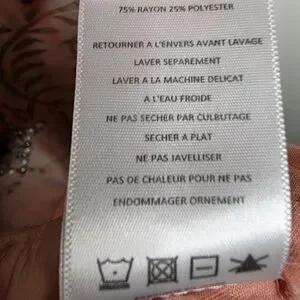 75% RAYON 25% POLYESTER
RETOURNER A L'ENVERS AVANT LAVAGE
LAVER SEPAREMENT
LAVER A LA MACHINE DELICAT
A L'EAU FROIDE
NE PAS SECHER PAR CULBUTAGE
SECHER A PLAT
NE PAS JAVELLISER
PAS DE CHALEUR POUR NE PAS
ENDOMMAGER ORNEMENT